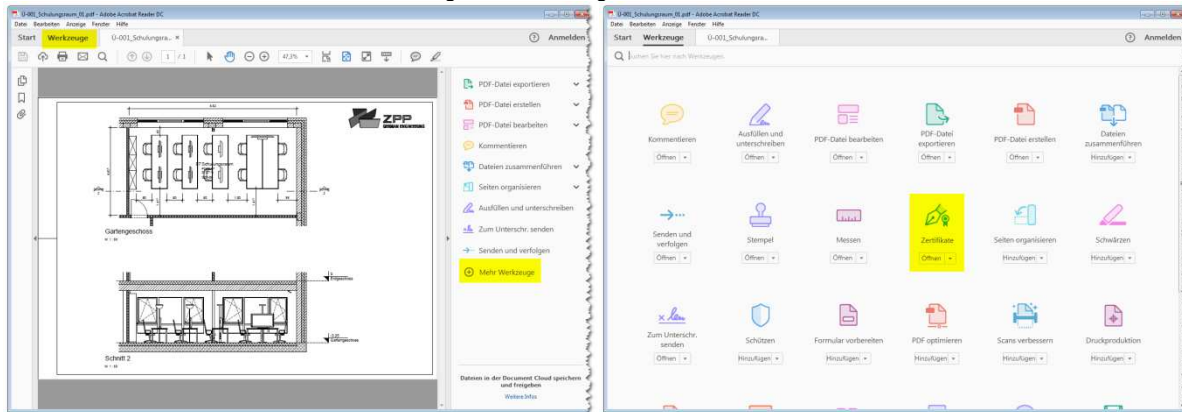 Ü-001_Schulungsraum_01.pdf - Adobe Acrobat Reader DC
Datei Bearbeiten Anzeige Fenster Hilfe
Start Werkzeuge Ü-001_Schulungsra... ×
Anmelden
1 / 1
47,2%
PDF-Datei exportieren
PDF-Datei erstellen
PDF-Datei bearbeiten
Kommentieren
Dateien zusammenführen
Seiten organisieren
Ausfüllen und unterschreiben
Zum Unterschr. senden
Senden und verfolgen
Mehr Werkzeuge
Dateien in der Document Cloud speichern
und freigeben
Weitere Infos
ZPP
Gartengeschoss
Schnitt 2
Ü-001_Schulungsraum_01.pdf - Adobe Acrobat Reader DC
Datei Bearbeiten Anzeige Fenster Hilfe
Start Werkzeuge Ü-001_Schulungsra...
Anmelden
Suchen Sie hier nach Werkzeugen
Kommentieren
Öffnen
Ausfüllen und
unterschreiben
Öffnen
PDF-Datei bearbeiten
Öffnen
PDF-Datei
exportieren
Öffnen
PDF-Datei erstellen
Öffnen
Dateien
zusammenführen
Hinzufügen
Senden und
verfolgen
Öffnen
Stempel
Öffnen
Messen
Öffnen
Zertifikate
Öffnen
Seiten organisieren
Hinzufügen
Schwärzen
Hinzufügen
Zum Unterschr.
senden
Öffnen
Schützen
Hinzufügen
Formular vorbereiten
Hinzufügen
PDF optimieren
Hinzufügen
Scans verbessern
Hinzufügen
Druckproduktion
Hinzufügen